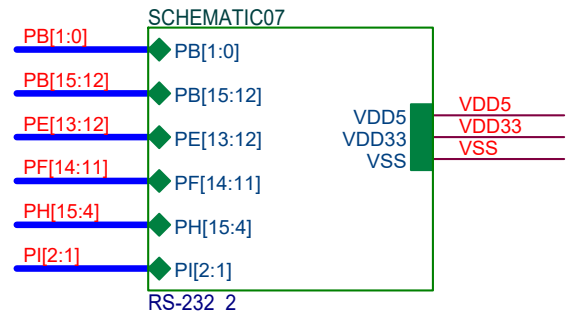 SCHEMATIC07
PB[1:0]
PB[1:0]
PB[15:12]
PB[15:12]
VDD5
VDD5
PE[13:12]
PE[13:12]
VDD33
VDD33
VSS
VSS
PF[14:11]
PF[14:11]
PH[15:4]
PH[15:4]
PI[2:1]
PI[2:1]
RS-232 2